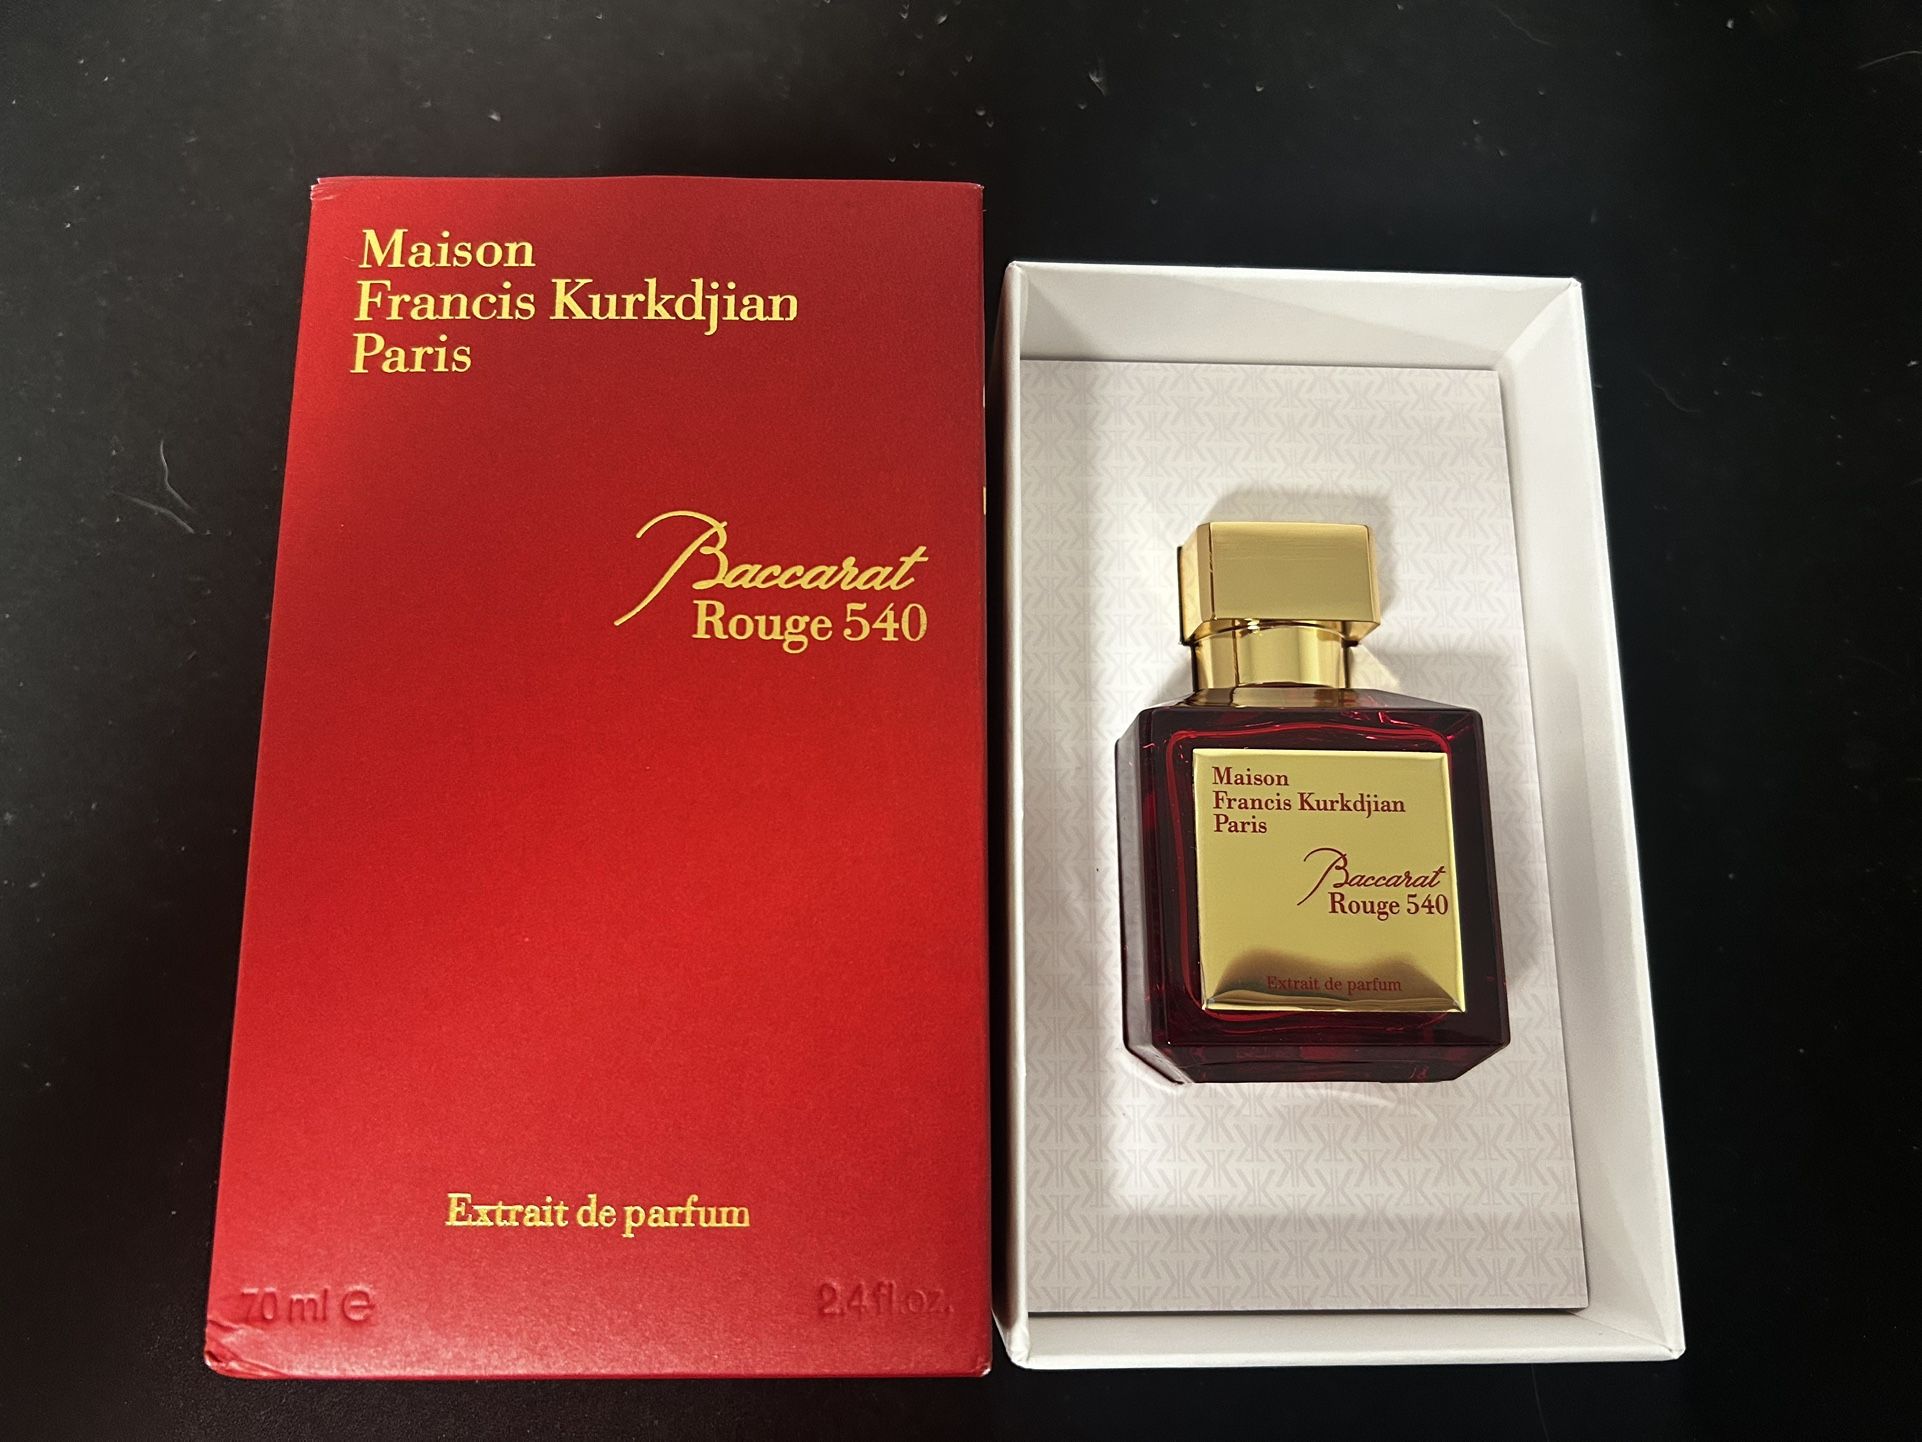 Maison
Francis Kurkdjian
Paris
Baccarat
Rouge 540
Extrait de parfum
70 ml ℮
2.4 fl.oz.
Maison
Francis Kurkdjian
Paris
Baccarat
Rouge 540
Extrait de parfum